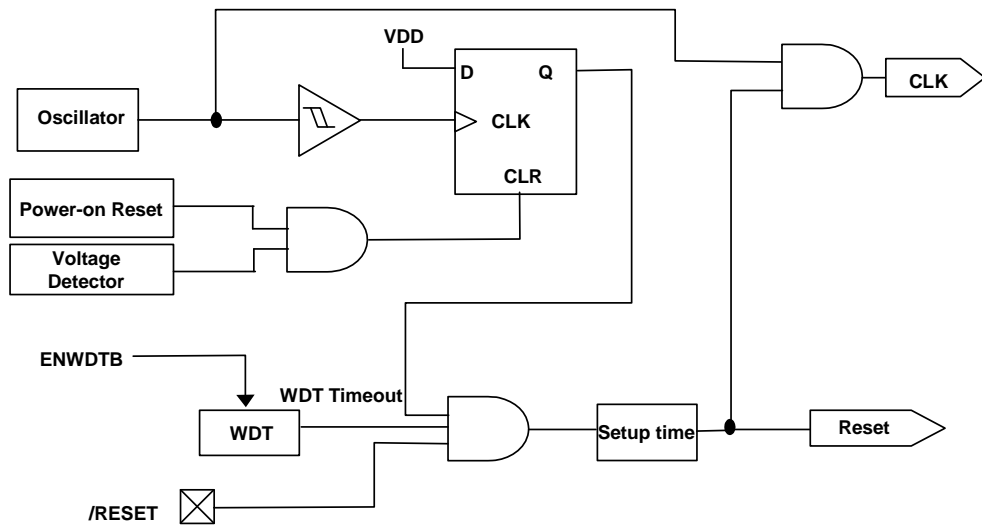 VDD
D
Q
CLK
Oscillator
CLK
CLR
Power-on Reset
Voltage
Detector
ENWDTB
WDT Timeout
WDT
Setup time
Reset
/RESET